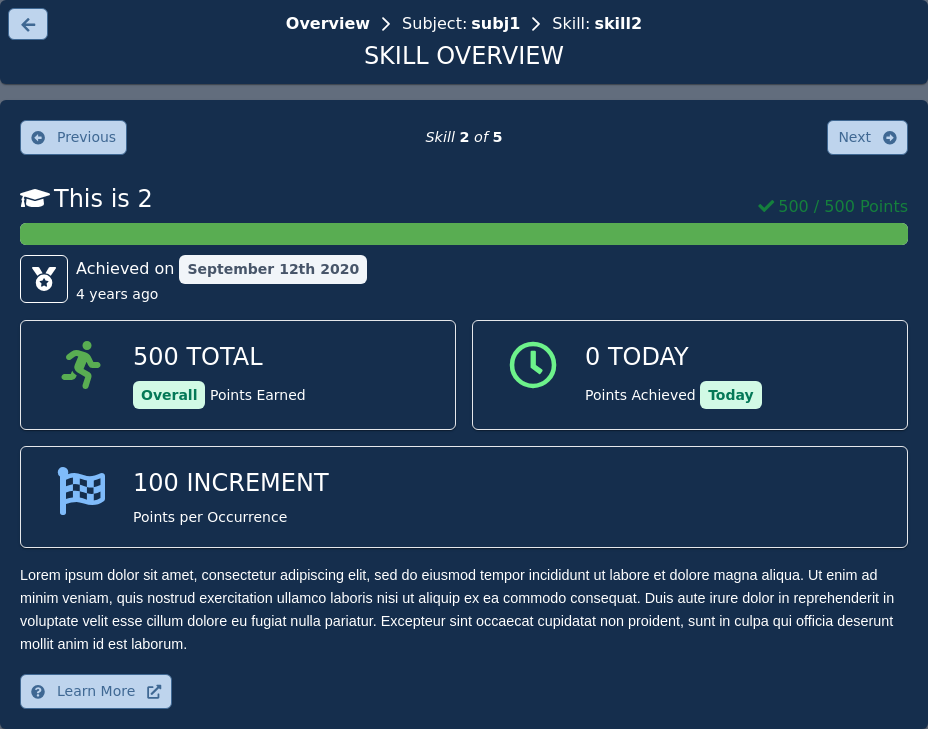 Overview > Subject: subj1 > Skill: skill2
SKILL OVERVIEW
Previous
Skill 2 of 5
Next
This is 2
500 / 500 Points
Achieved on September 12th 2020
4 years ago
500 TOTAL
Overall Points Earned
0 TODAY
Points Achieved Today
100 INCREMENT
Points per Occurrence
Lorem ipsum dolor sit amet, consectetur adipiscing elit, sed do eiusmod tempor incididunt ut labore et dolore magna aliqua. Ut enim ad
minim veniam, quis nostrud exercitation ullamco laboris nisi ut aliquip ex ea commodo consequat. Duis aute irure dolor in reprehenderit in
voluptate velit esse cillum dolore eu fugiat nulla pariatur. Excepteur sint occaecat cupidatat non proident, sunt in culpa qui officia deserunt
mollit anim id est laborum.
Learn More